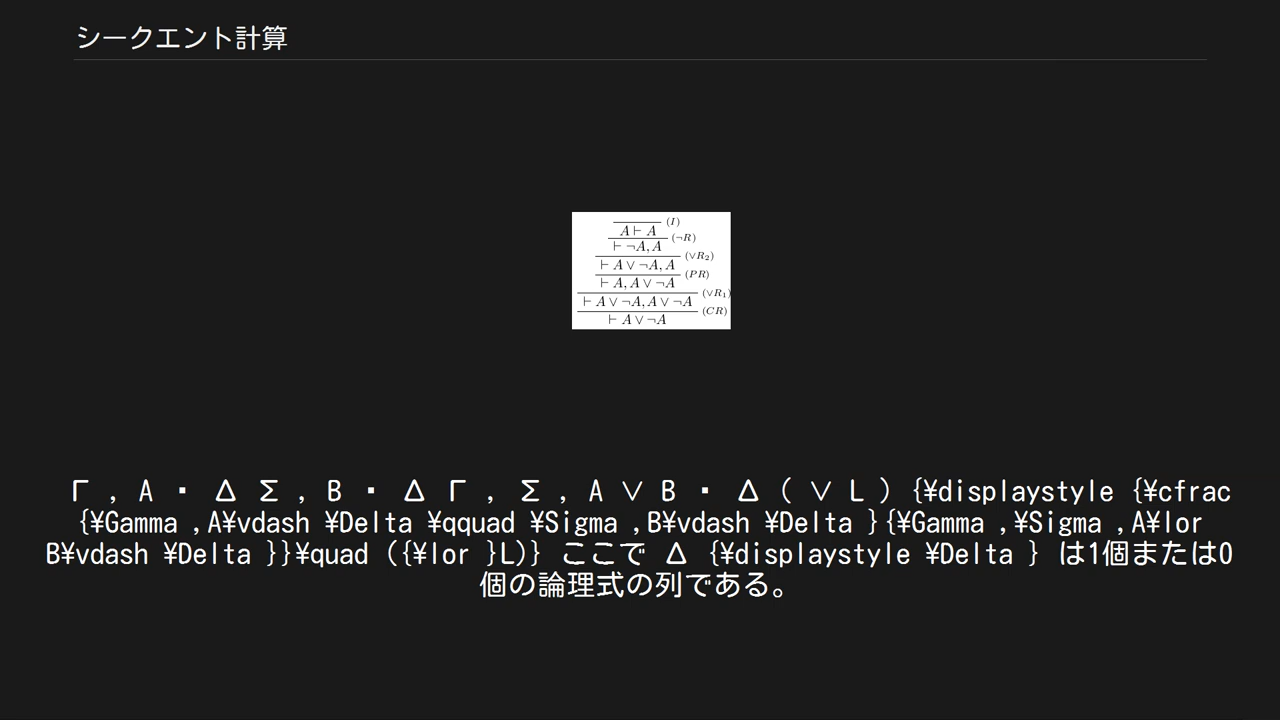 シークエント計算
(I)
A ⊢ A
(¬R)
⊢ ¬A, A
(∨R₂)
⊢ A ∨ ¬A, A
(PR)
⊢ A, A ∨ ¬A
(∨R₁)
⊢ A ∨ ¬A, A ∨ ¬A
(CR)
⊢ A ∨ ¬A
Γ , A ▪ Δ Σ , B ▪ Δ Γ , Σ , A ∨ B ▪ Δ ( ∨ L ) {¥displaystyle {¥cfrac
{¥Gamma ,A¥vdash ¥Delta ¥qquad ¥Sigma ,B¥vdash ¥Delta }{¥Gamma ,¥Sigma ,A¥lor
B¥vdash ¥Delta }}¥quad ({¥lor }L)} ここで Δ {¥displaystyle ¥Delta } は1個または0
個の論理式の列である。